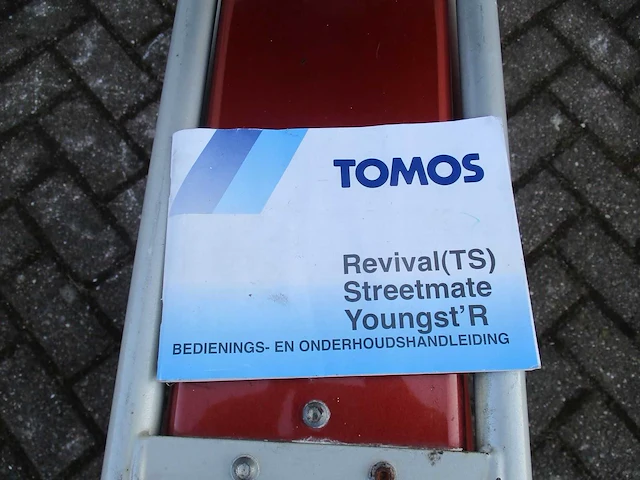 TOMOS
Revival(TS)
Streetmate
Youngst'R
BEDIENINGS- EN ONDERHOUDSHANDLEIDING